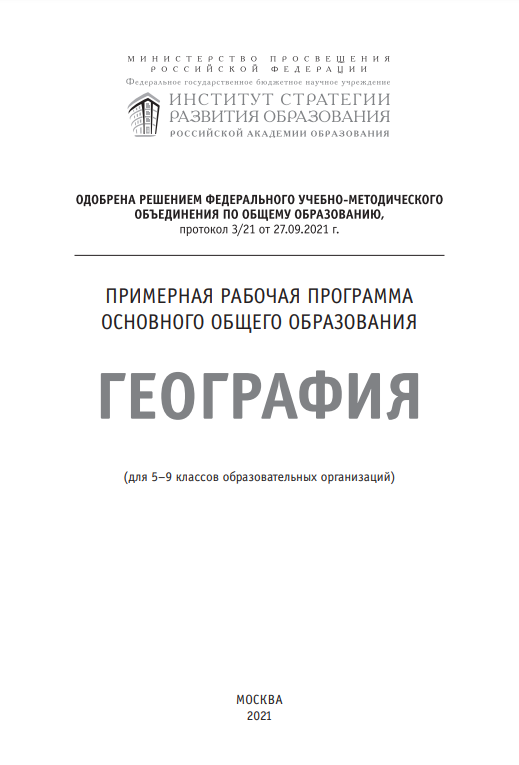 МИНИСТЕРСТВО ПРОСВЕЩЕНИЯ
РОССИЙСКОЙ ФЕДЕРАЦИИ
Федеральное государственное бюджетное научное учреждение
ИНСТИТУТ СТРАТЕГИИ
РАЗВИТИЯ ОБРАЗОВАНИЯ
РОССИЙСКОЙ АКАДЕМИИ ОБРАЗОВАНИЯ
ОДОБРЕНА РЕШЕНИЕМ ФЕДЕРАЛЬНОГО УЧЕБНО-МЕТОДИЧЕСКОГО
ОБЪЕДИНЕНИЯ ПО ОБЩЕМУ ОБРАЗОВАНИЮ,
протокол 3/21 от 27.09.2021 г.
ПРИМЕРНАЯ РАБОЧАЯ ПРОГРАММА
ОСНОВНОГО ОБЩЕГО ОБРАЗОВАНИЯ
ГЕОГРАФИЯ
(для 5–9 классов образовательных организаций)
МОСКВА
2021